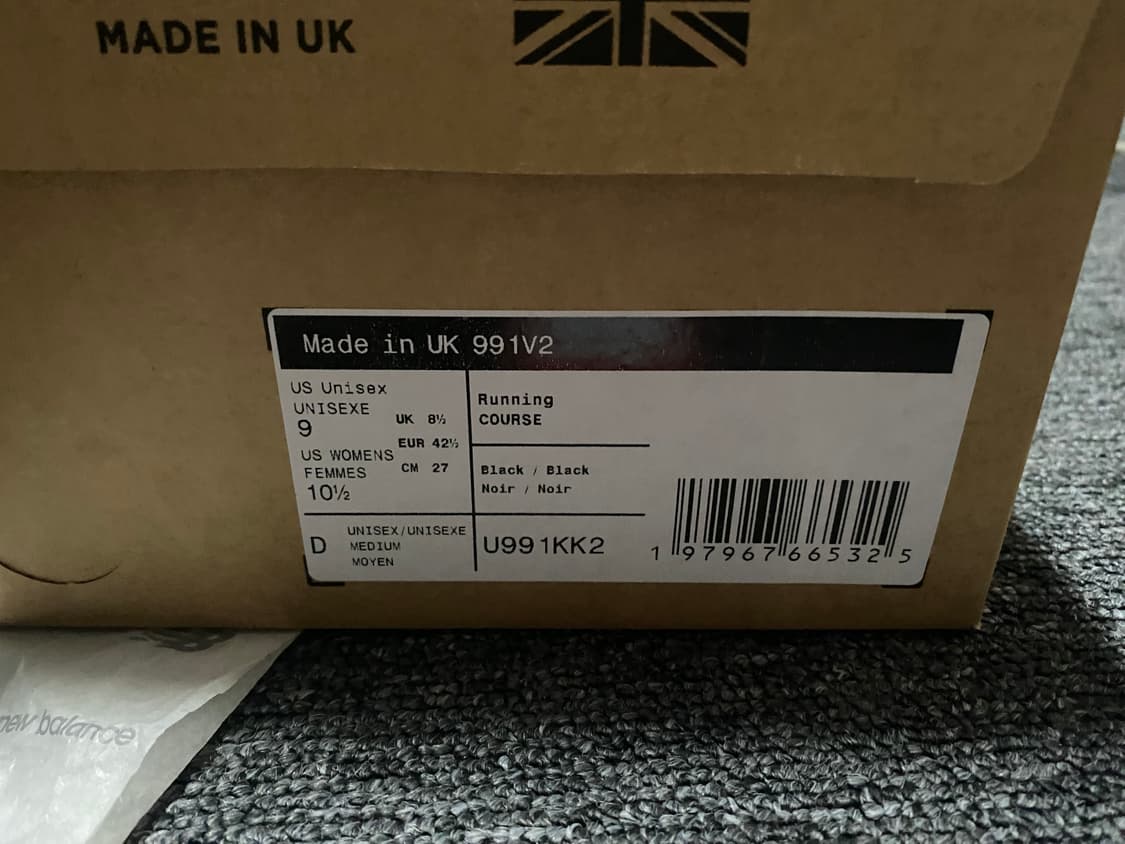 MADE IN UK
Made in UK 991V2
US Unisex
UNISEXE
9
US WOMENS
FEMMES
10½
UK 8½
EUR 42½
CM 27
Running
COURSE
Black / Black
Noir / Noir
D
UNISEX/UNISEXE
MEDIUM
MOYEN
U991KK2
1 97967 66532 5
new balance